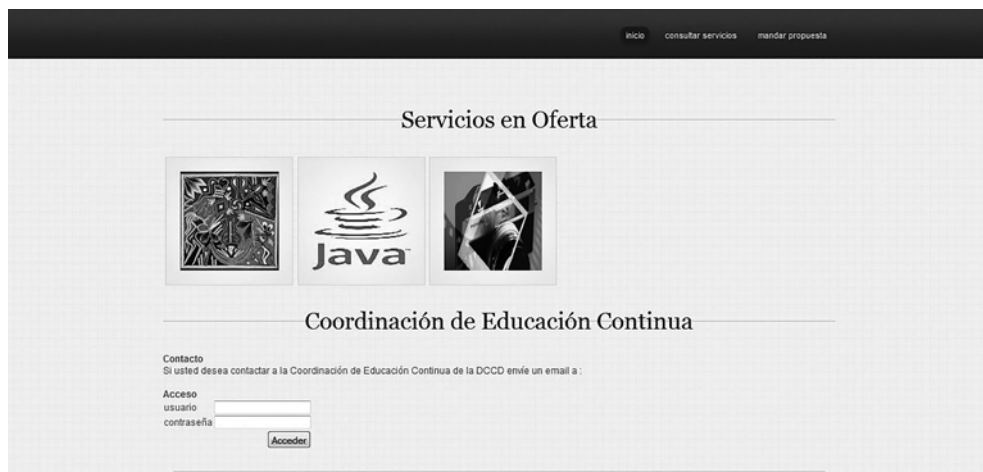 inicio consultar servicios mandar propuesta
Servicios en Oferta
Java
Coordinación de Educación Continua
Contacto
Si usted desea contactar a la Coordinación de Educación Continua de la DCCD envíe un email a :
Acceso
usuario
contraseña
Acceder